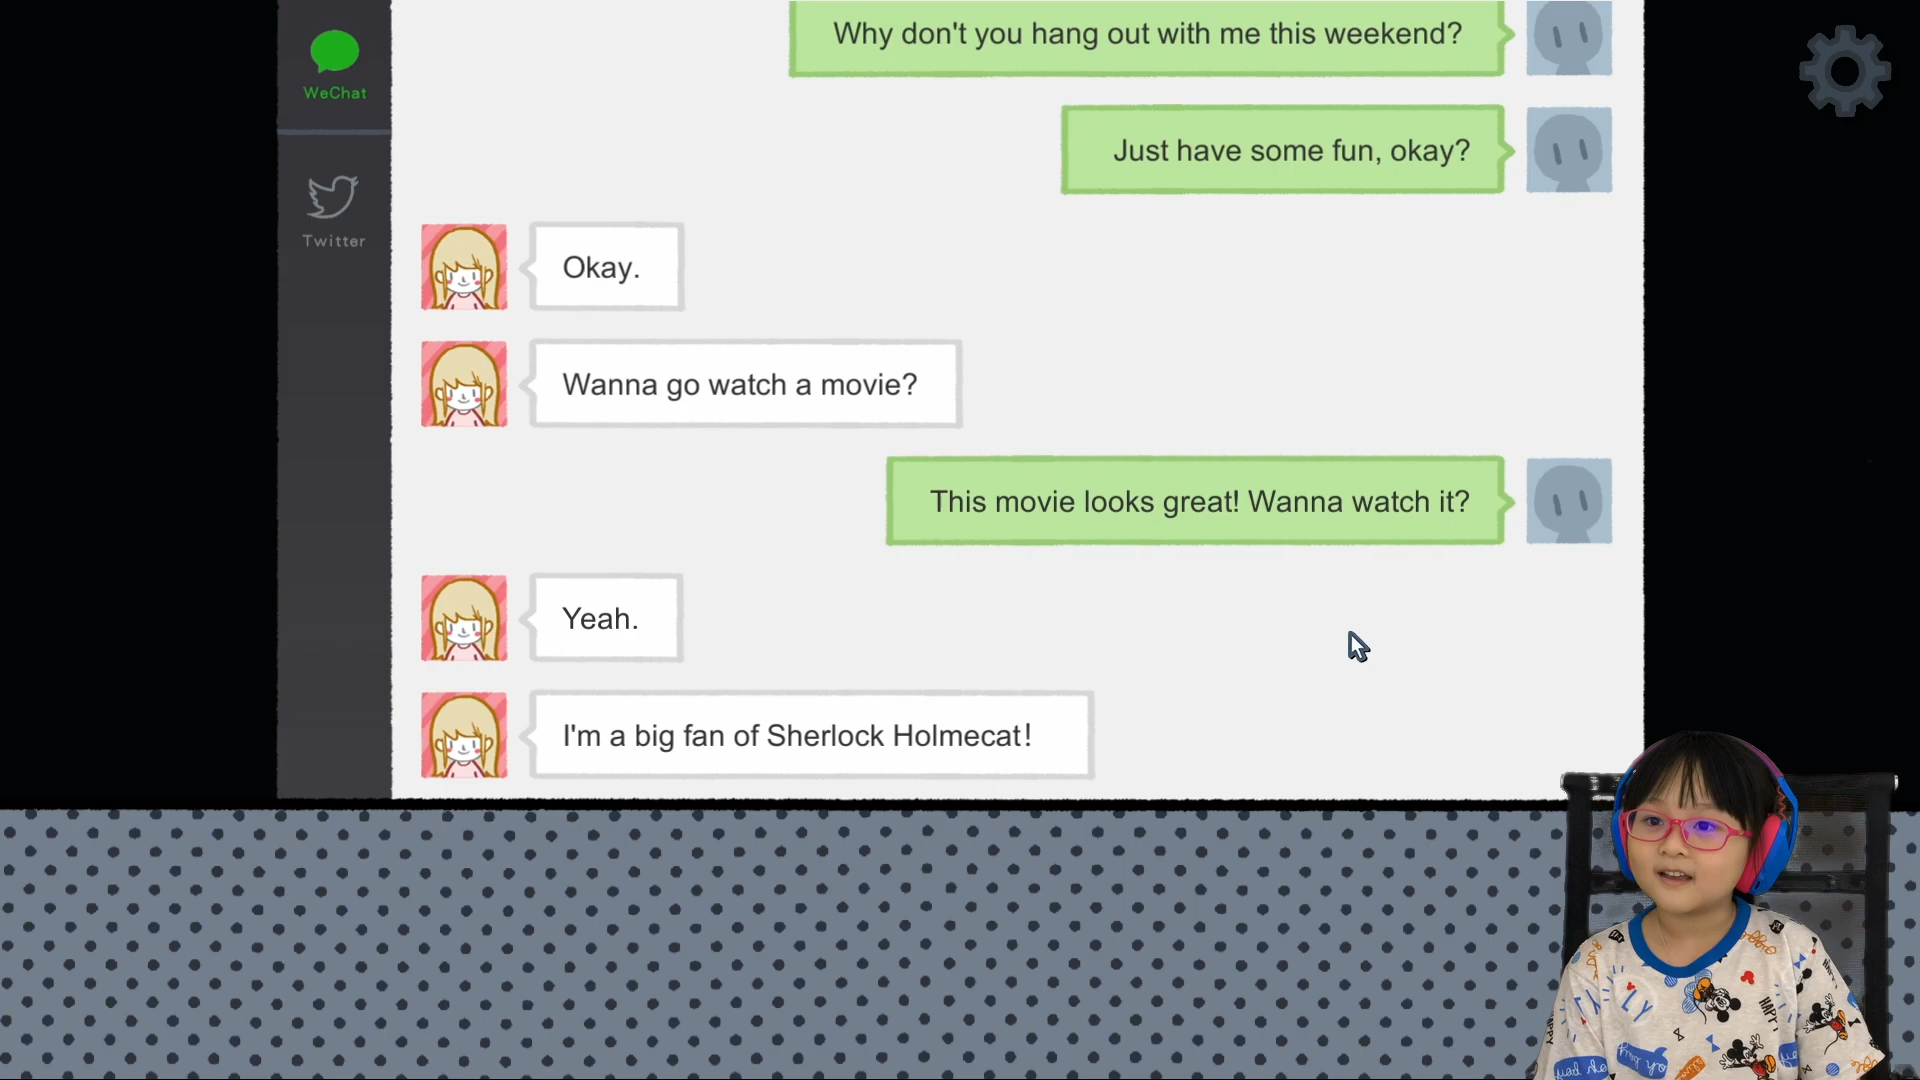 Why don't you hang out with me this weekend?
WeChat
Just have some fun, okay?
Twitter
Okay.
Wanna go watch a movie?
This movie looks great! Wanna watch it?
Yeah.
I'm a big fan of Sherlock Holmecat!
HAPPY